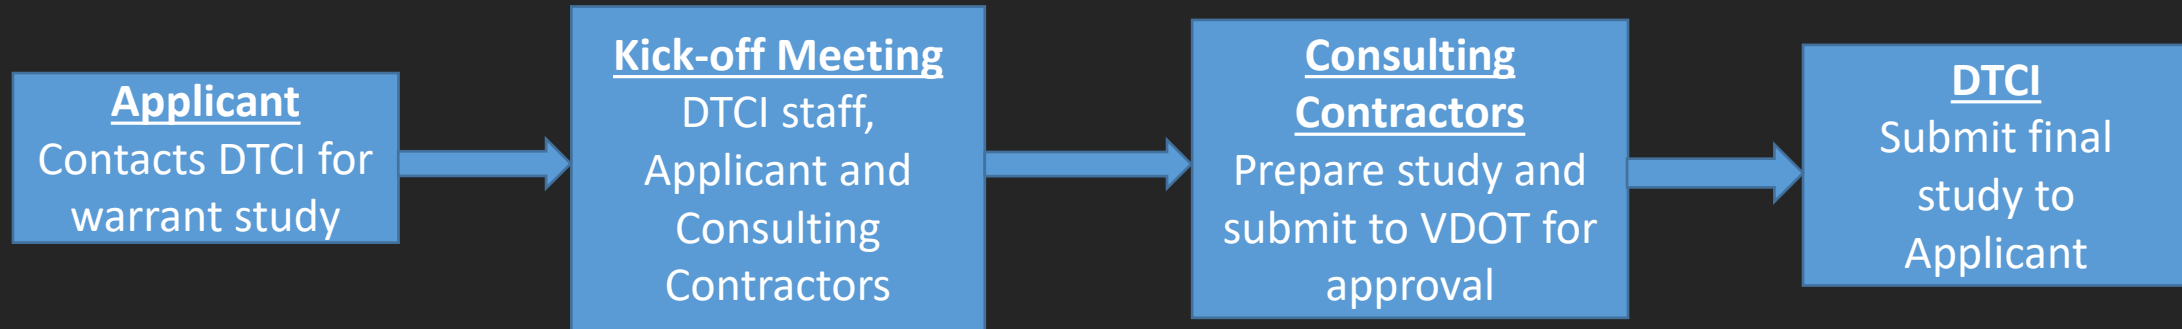 Applicant
Contacts DTCI for
warrant study
Kick-off Meeting
DTCI staff,
Applicant and
Consulting
Contractors
Consulting
Contractors
Prepare study and
submit to VDOT for
approval
DTCI
Submit final
study to
Applicant